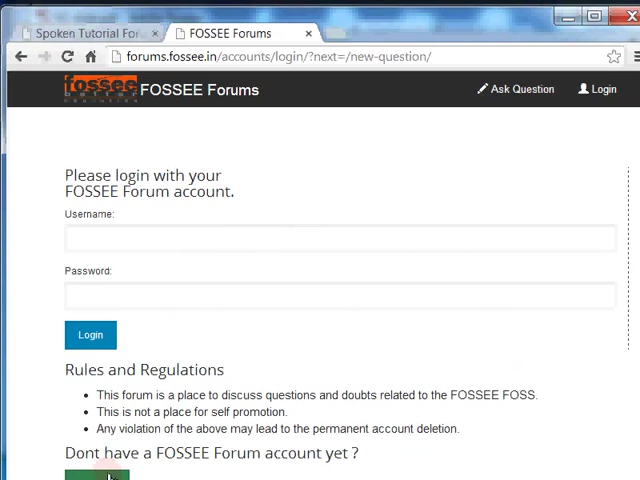 Spoken Tutorial For
FOSSEE Forums
forums.fossee.in/accounts/login/?next=/new-question/
fossee FOSSEE Forums
Ask Question
Login
Please login with your
FOSSEE Forum account.
Username:
Password:
Login
Rules and Regulations
This forum is a place to discuss questions and doubts related to the FOSSEE FOSS.
This is not a place for self promotion.
Any violation of the above may lead to the permanent account deletion.
Dont have a FOSSEE Forum account yet ?